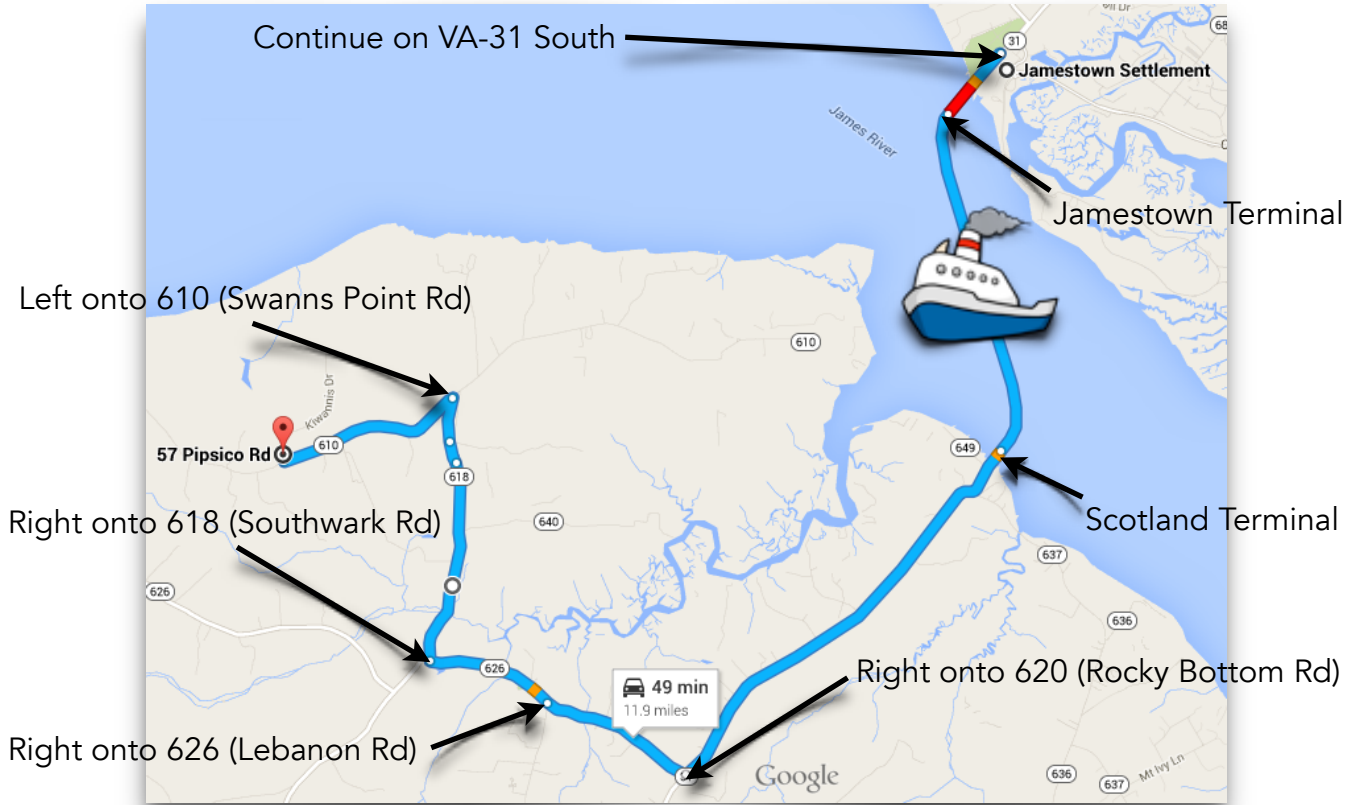 Continue on VA-31 South
31
68
Jamestown Settlement
James River
Jamestown Terminal
Left onto 610 (Swanns Point Rd)
610
Kiwannis Dr
610
57 Pipsico Rd
649
618
Scotland Terminal
Right onto 618 (Southwark Rd)
640
637
626
636
626
49 min
11.9 miles
Right onto 620 (Rocky Bottom Rd)
Right onto 626 (Lebanon Rd)
Google
636
637
Mt Ivy Ln